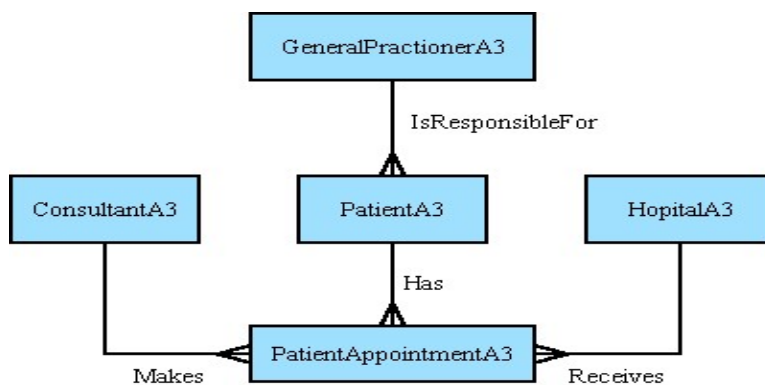 GeneralPractionerA3
IsResponsibleFor
ConsultantA3
PatientA3
HopitalA3
Has
PatientAppointmentA3
Makes
Receives